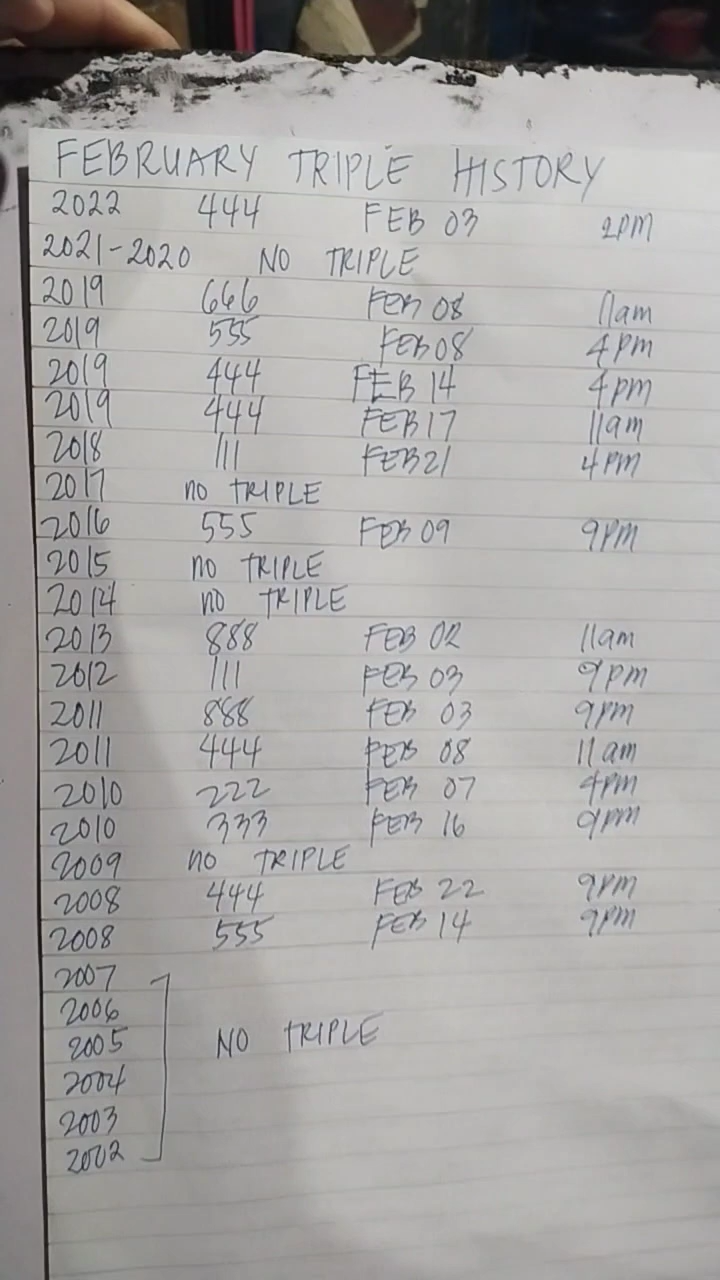 FEBRUARY TRIPLE HISTORY
2022 444 FEB 03 2PM
2021-2020 NO TRIPLE
2019 666 FEB 08 11am
2019 555 FEB 08 4PM
2019 444 FEB 14 4PM
2019 444 FEB 17 11am
2018 111 FEB 21 4PM
2017 no TRIPLE
2016 555 FEB 09 9PM
2015 no TRIPLE
2014 no TRIPLE
2013 888 FEB 02 11am
2012 111 FEB 03 9PM
2011 888 FEB 03 9PM
2011 444 FEB 08 11am
2010 222 FEB 07 4PM
2010 333 FEB 16 9PM
2009 no TRIPLE
2008 444 FEB 22 9PM
2008 555 FEB 14 9PM
2007
2006
2005 NO TRIPLE
2004
2003
2002